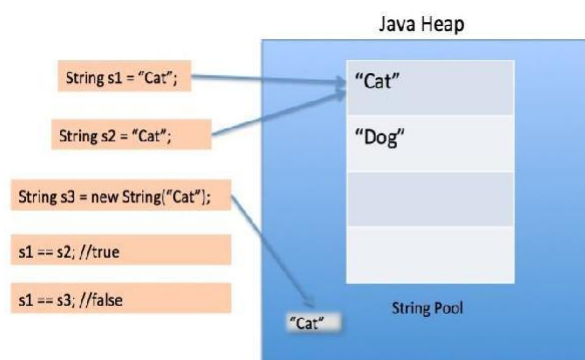 Java Heap
String s1 = “Cat”;
“Cat”
String s2 = “Cat”;
“Dog”
String s3 = new String(“Cat”);
s1 == s2; //true
s1 == s3; //false
“Cat”
String Pool